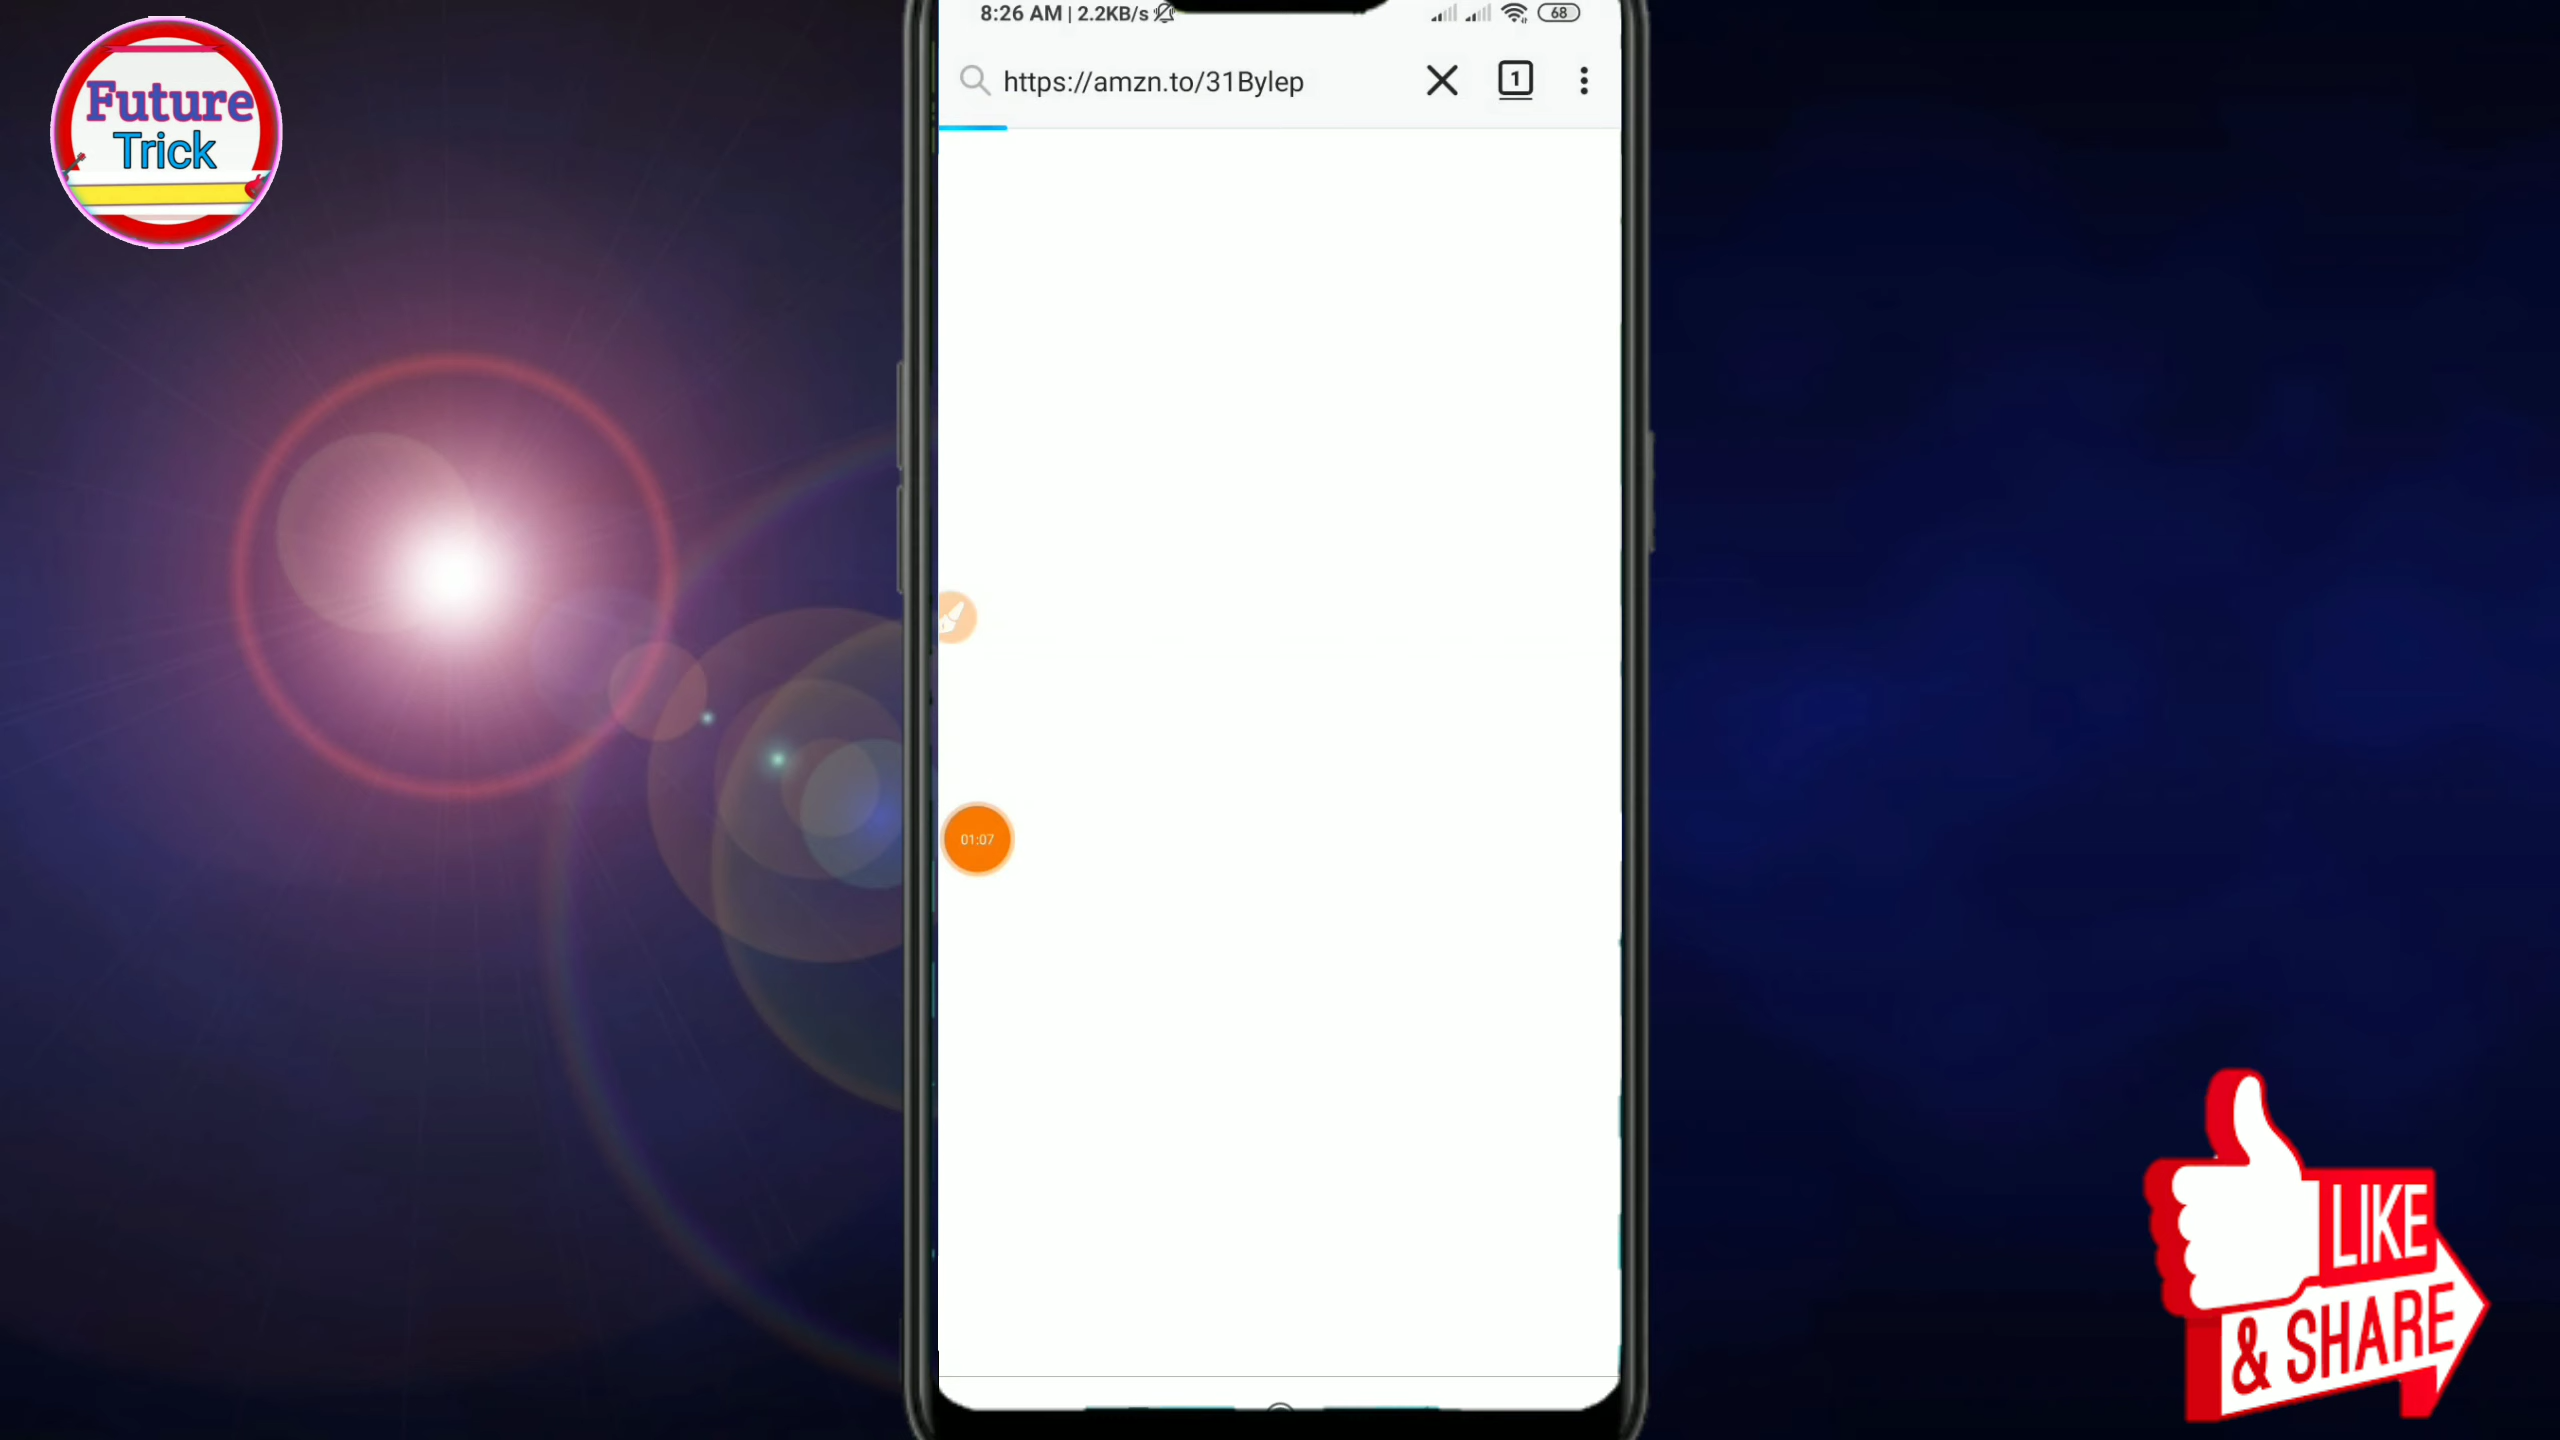 Future
Trick
8:26 AM | 2.2KB/s
68
https://amzn.to/31Bylep
1
01:07
LIKE
& SHARE